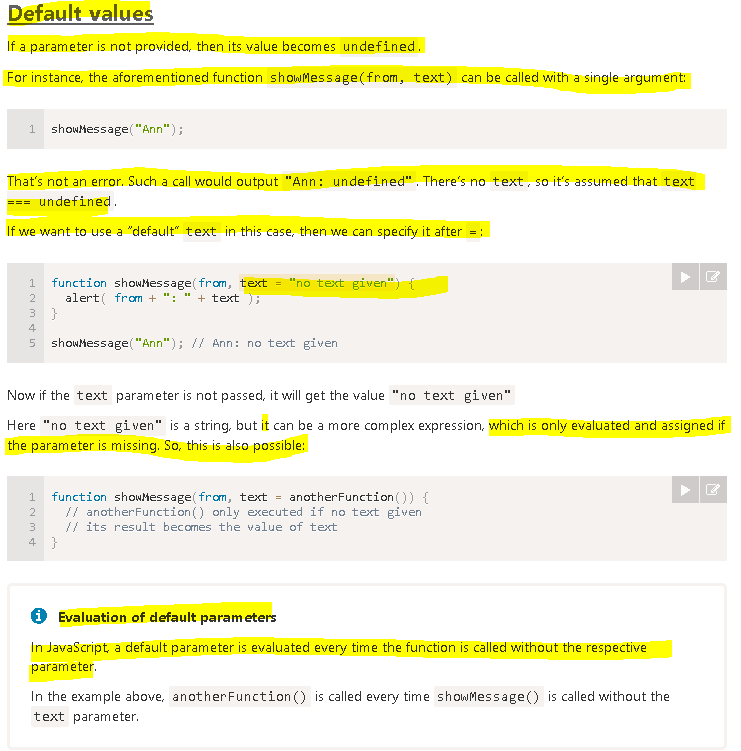 Default values
If a parameter is not provided, then its value becomes undefined.
For instance, the aforementioned function showMessage(from, text) can be called with a single argument:
1 showMessage("Ann");
That's not an error. Such a call would output "Ann: undefined". There's no text, so it's assumed that text
=== undefined.
If we want to use a "default" text in this case, then we can specify it after =:
1 function showMessage(from, text = "no text given") {
2 alert( from + ": " + text );
3 }
4
5 showMessage("Ann"); // Ann: no text given
Now if the text parameter is not passed, it will get the value "no text given"
Here "no text given" is a string, but it can be a more complex expression, which is only evaluated and assigned if
the parameter is missing. So, this is also possible:
1 function showMessage(from, text = anotherFunction()) {
2 // anotherFunction() only executed if no text given
3 // its result becomes the value of text
4 }
Evaluation of default parameters
In JavaScript, a default parameter is evaluated every time the function is called without the respective
parameter.
In the example above, anotherFunction() is called every time showMessage() is called without the
text parameter.